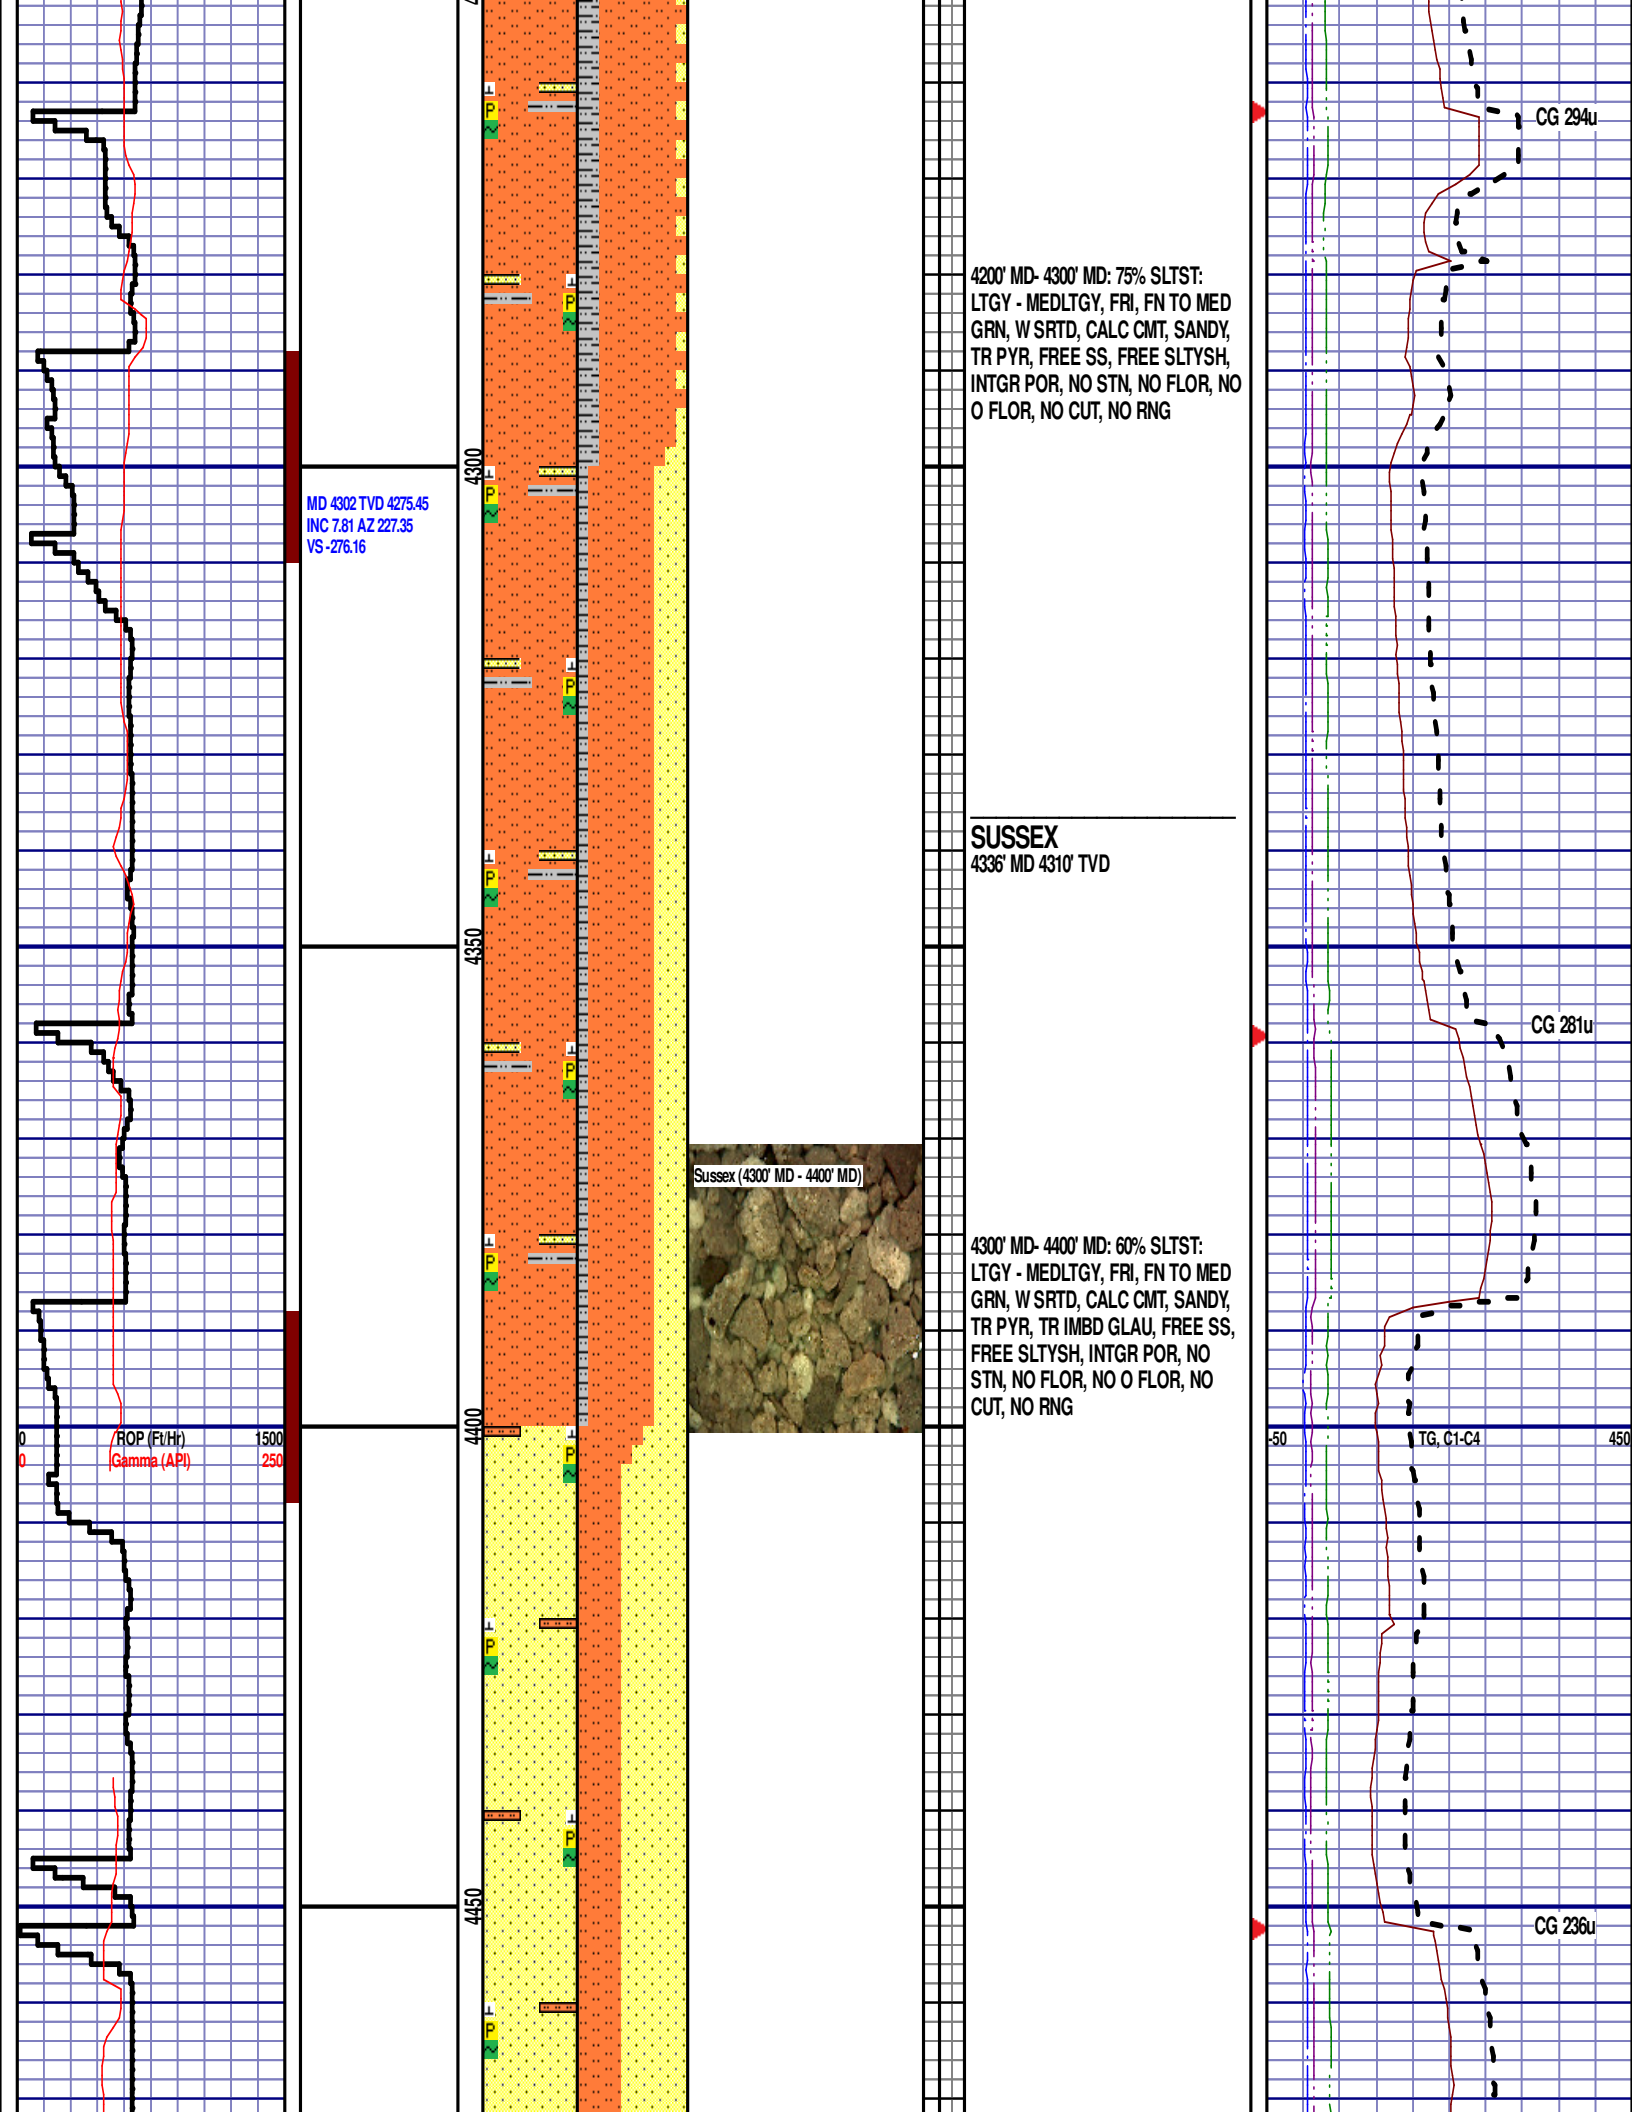 CG 294u
4200' MD- 4300' MD: 75% SLTST:
LTGY - MEDLTGY, FRI, FN TO MED
GRN, W SRTD, CALC CMT, SANDY,
TR PYR, FREE SS, FREE SLTYSH,
INTGR POR, NO STN, NO FLOR, NO
O FLOR, NO CUT, NO RNG
4300
MD 4302 TVD 4275.45
INC 7.81 AZ 227.35
VS -276.16
SUSSEX
4336' MD 4310' TVD
4350
CG 281u
Sussex (4300' MD - 4400' MD)
4300' MD- 4400' MD: 60% SLTST:
LTGY - MEDLTGY, FRI, FN TO MED
GRN, W SRTD, CALC CMT, SANDY,
TR PYR, TR IMBD GLAU, FREE SS,
FREE SLTYSH, INTGR POR, NO
STN, NO FLOR, NO O FLOR, NO
CUT, NO RNG
4400
0 ROP (Ft/Hr) 1500
0 Gamma (API) 250
-50 TG, C1-C4 450
4450
CG 236u
P
P
P
P
P
P
P
P
P
P
P